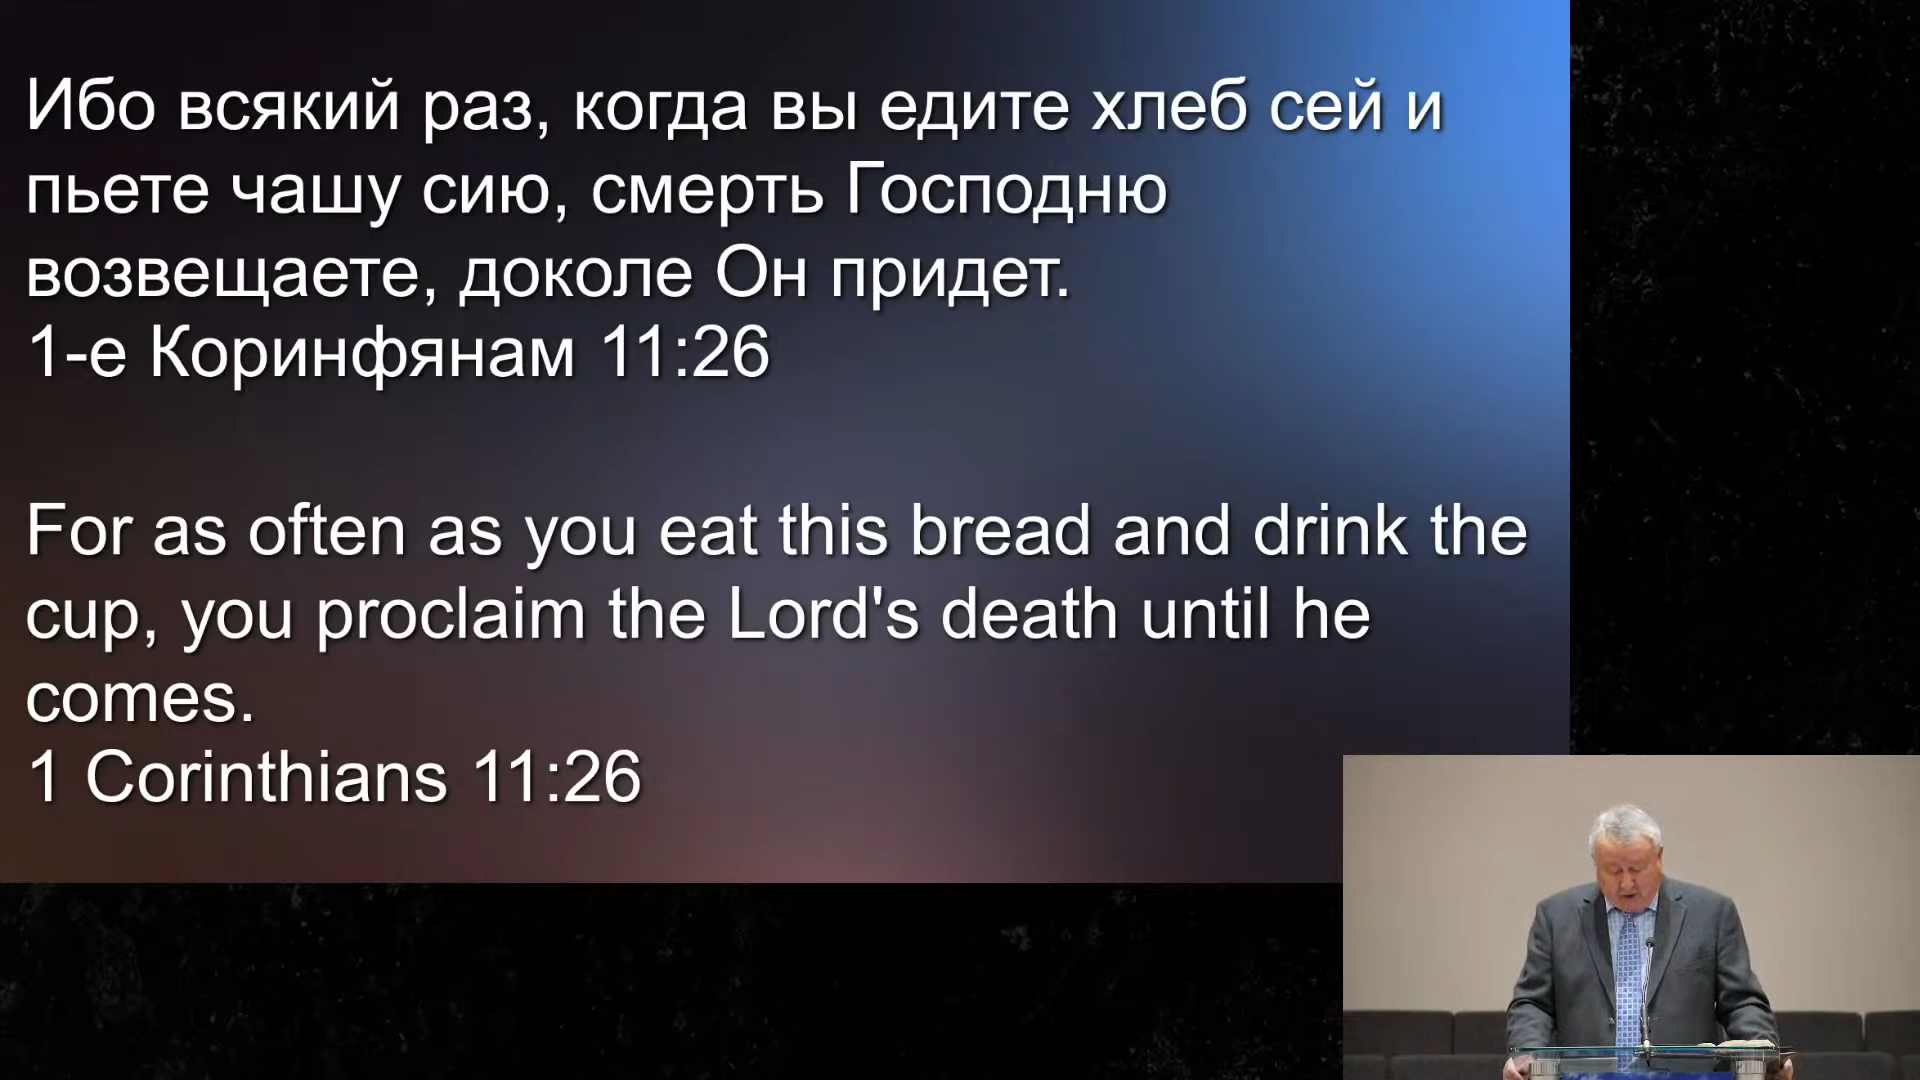 Ибо всякий раз, когда вы едите хлеб сей и
пьете чашу сию, смерть Господню
возвещаете, доколе Он придет.
1-е Коринфянам 11:26
For as often as you eat this bread and drink the
cup, you proclaim the Lord's death until he
comes.
1 Corinthians 11:26